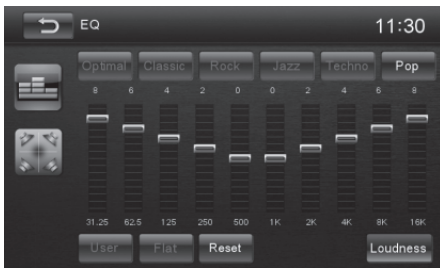 EQ 11:30
Optimal Classic Rock Jazz Techno Pop
8 6 4 2 0 0 2 4 6 8
31.25 62.5 125 250 500 1K 2K 4K 8K 16K
User Flat Reset Loudness